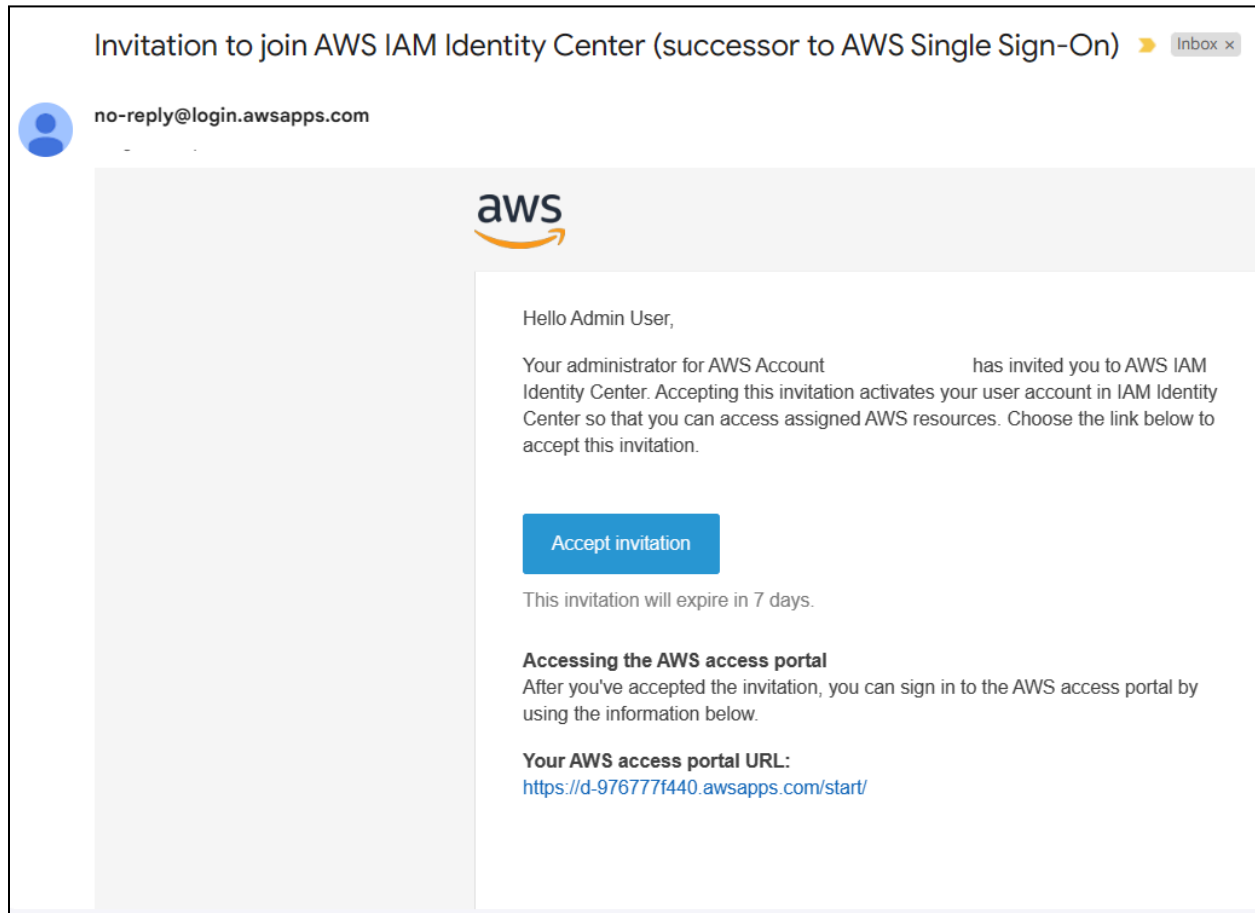 Invitation to join AWS IAM Identity Center (successor to AWS Single Sign-On) Inbox ×
no-reply@login.awsapps.com
aws
Hello Admin User,
Your administrator for AWS Account has invited you to AWS IAM
Identity Center. Accepting this invitation activates your user account in IAM Identity
Center so that you can access assigned AWS resources. Choose the link below to
accept this invitation.
Accept invitation
This invitation will expire in 7 days.
Accessing the AWS access portal
After you've accepted the invitation, you can sign in to the AWS access portal by
using the information below.
Your AWS access portal URL:
https://d-976777f440.awsapps.com/start/